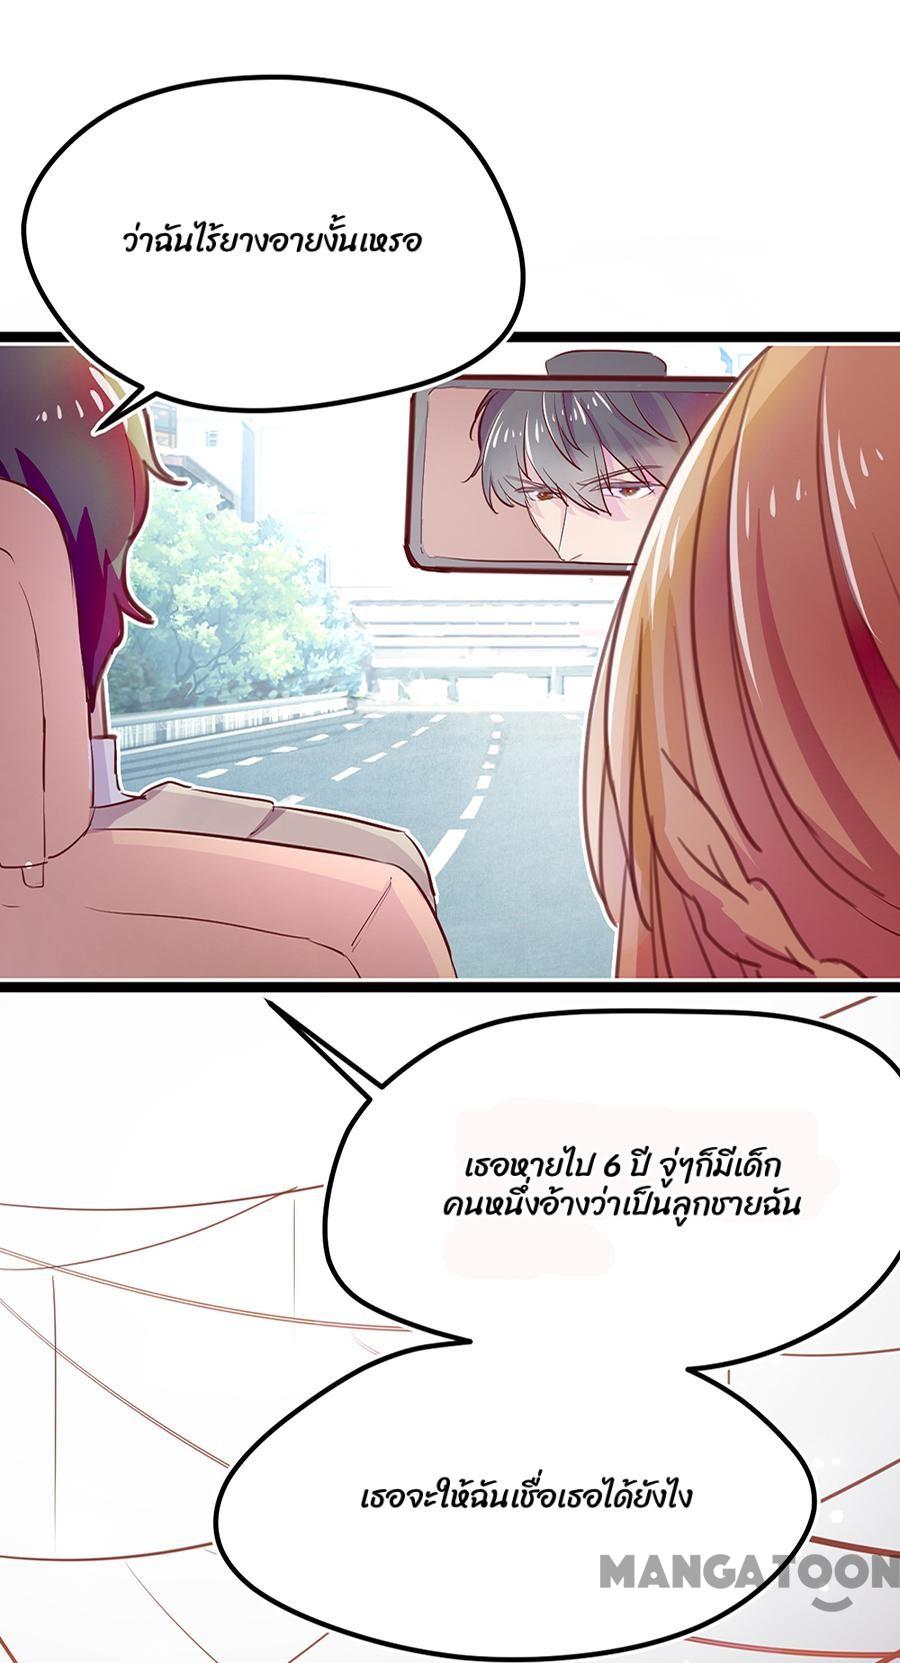 ว่าฉันไร้ยางอายงั้นเหรอ
เธอหายไป 6 ปี จู่ๆก็มีเด็ก
คนหนึ่งอ้างว่าเป็นลูกชายฉัน
เธอจะให้ฉันเชื่อเธอได้ยังไง
MANGATOON